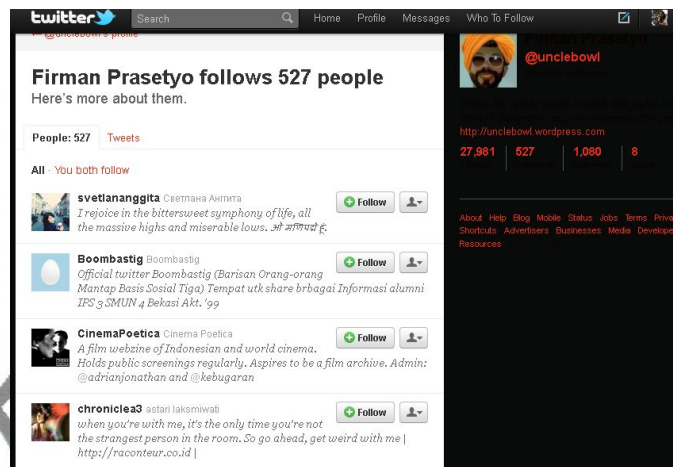 twitter
Search
Home Profile Messages Who To Follow
← @unclebowl's profile
Firman Prasetyo follows 527 people
Here's more about them.
People: 527 Tweets
All · You both follow
svetlananggita Светлана Ангита
Follow
I rejoice in the bittersweet symphony of life, all
the massive highs and miserable lows. ओं मणिपद्मे हूं.
Boombastig Boombastig
Follow
Official twitter Boombastig (Barisan Orang-orang
Mantap Basis Sosial Tiga) Tempat utk share brbagai Informasi alumni
IPS 3 SMUN 4 Bekasi Akt. '99
CinemaPoetica Cinema Poetica
Follow
A film webzine of Indonesian and world cinema.
Holds public screenings regularly. Aspires to be a film archive. Admin:
@adrianjonathan and @kebugaran
chroniclea3 astari laksmiwati
Follow
when you're with me, it's the only time you're not
the strangest person in the room. So go ahead, get weird with me |
http://raconteur.co.id |
Firman Prasetyo
@unclebowl
http://unclebowl.wordpress.com
27,981 527 1,080 8
About Help Blog Mobile Status Jobs Terms Priva
Shortcuts Advertisers Businesses Media Develope
Resources